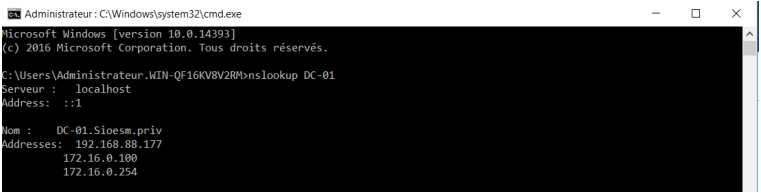 Administrateur : C:\Windows\system32\cmd.exe
Microsoft Windows [version 10.0.14393]
(c) 2016 Microsoft Corporation. Tous droits réservés.
C:\Users\Administrateur.WIN-QF16KV8V2RM>nslookup DC-01
Serveur :   localhost
Address:  ::1
Nom :    DC-01.Sioesm.priv
Addresses:  192.168.88.177
172.16.0.100
172.16.0.254